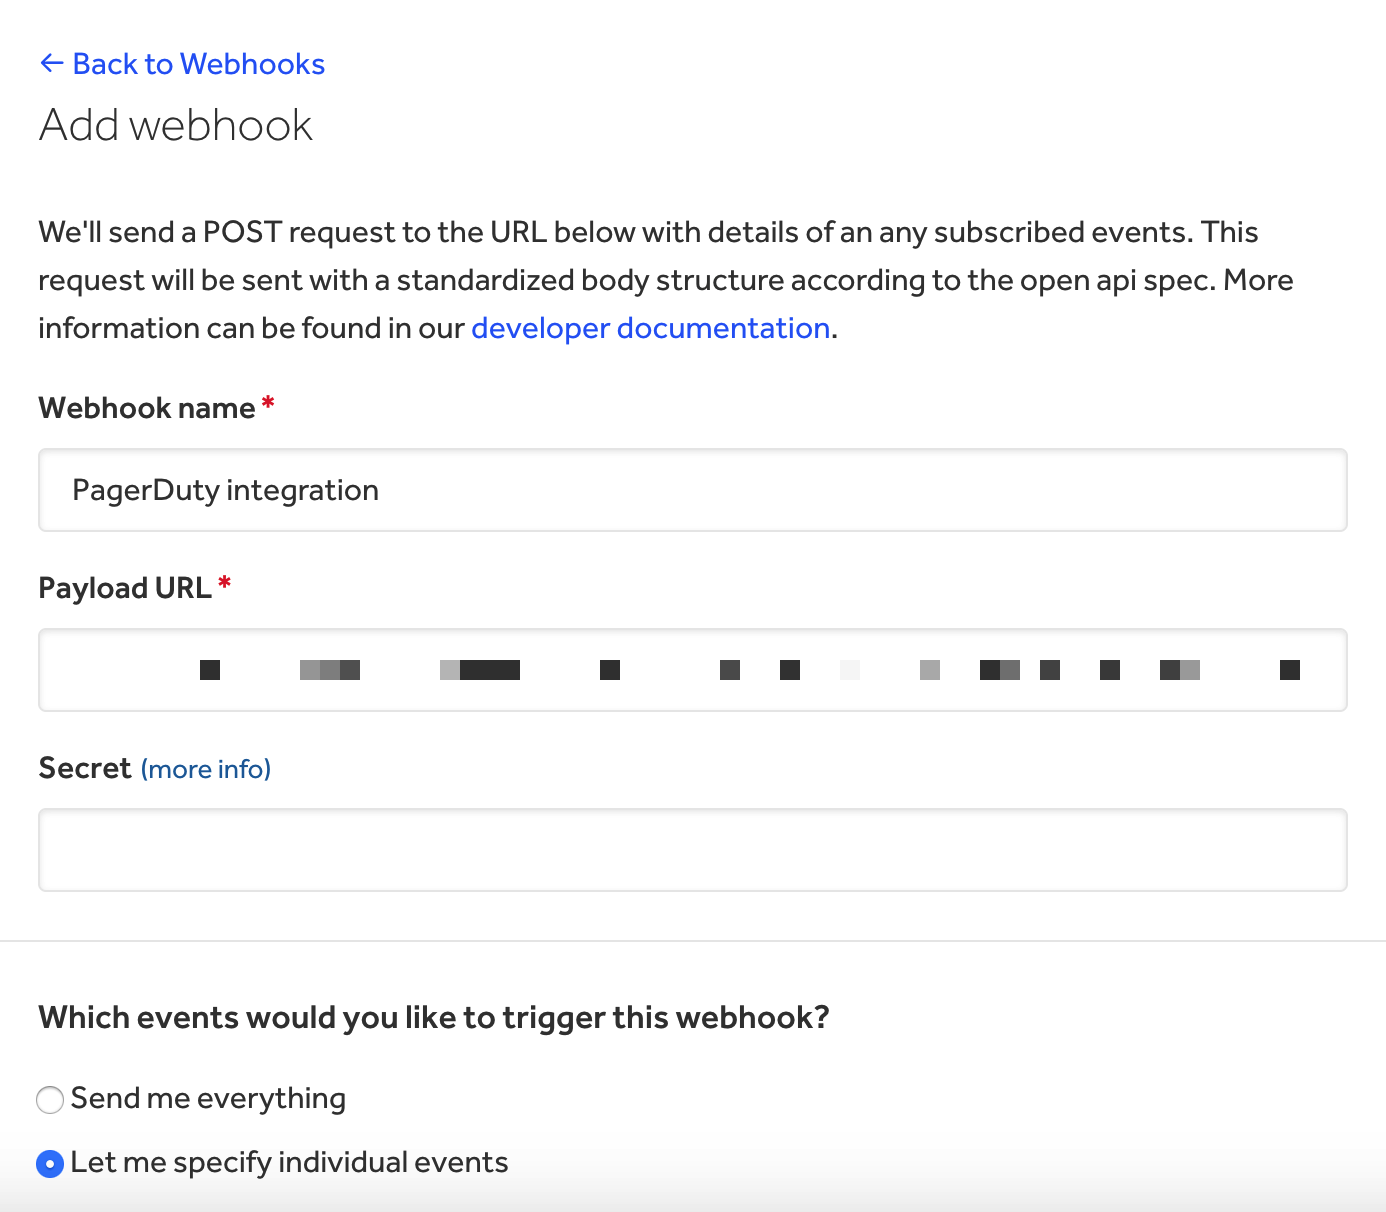 ← Back to Webhooks
Add webhook
We'll send a POST request to the URL below with details of an any subscribed events. This
request will be sent with a standardized body structure according to the open api spec. More
information can be found in our developer documentation.
Webhook name *
PagerDuty integration
Payload URL *
Secret (more info)
Which events would you like to trigger this webhook?
Send me everything
Let me specify individual events